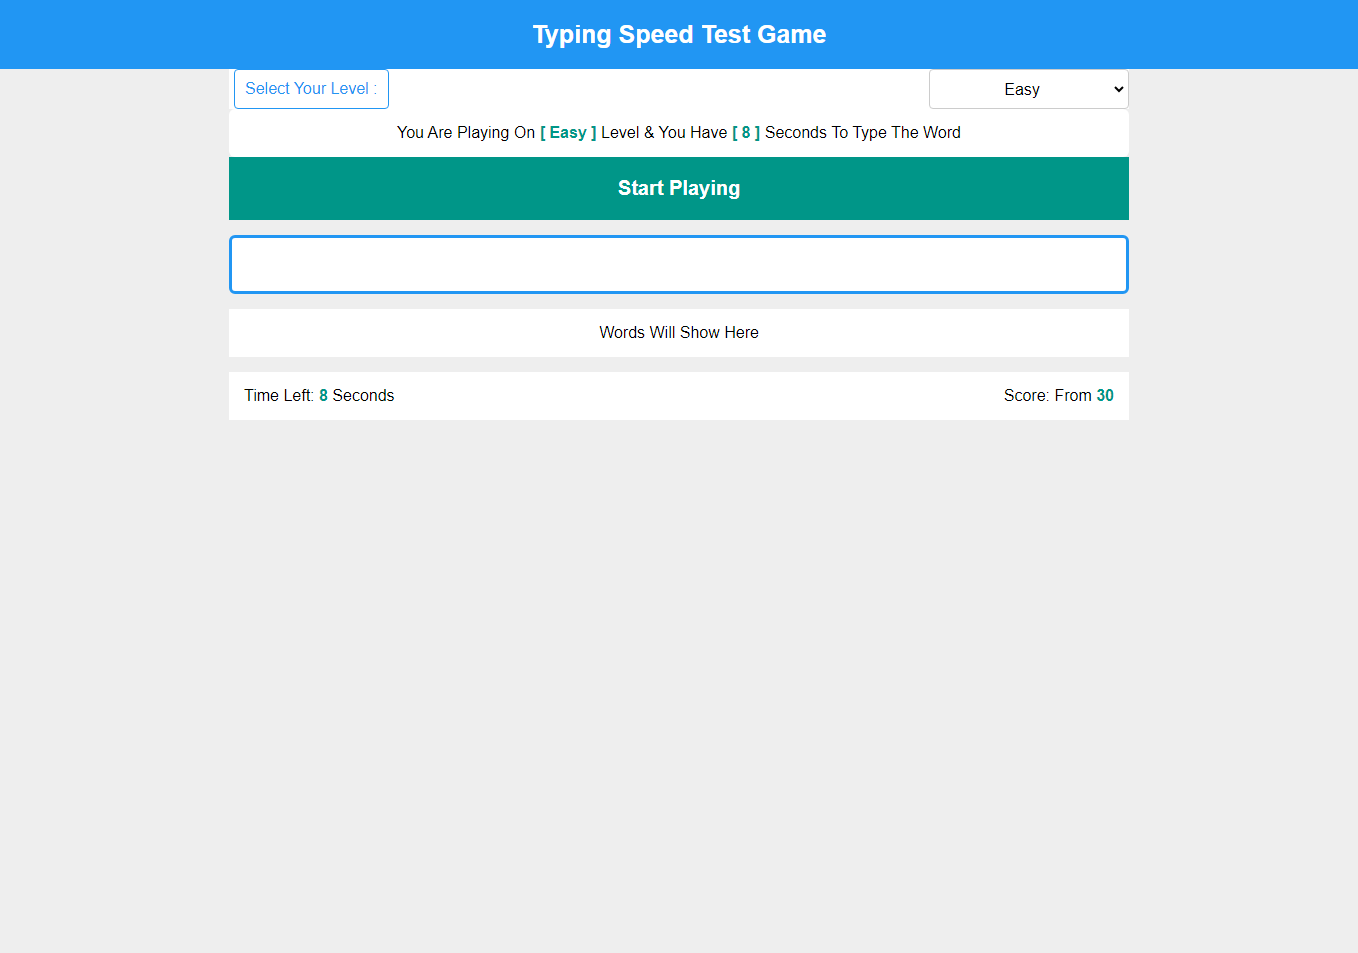 Typing Speed Test Game
Select Your Level : Easy
You Are Playing On [ Easy ] Level & You Have [ 8 ] Seconds To Type The Word
Start Playing
Words Will Show Here
Time Left: 8 Seconds Score: From 30